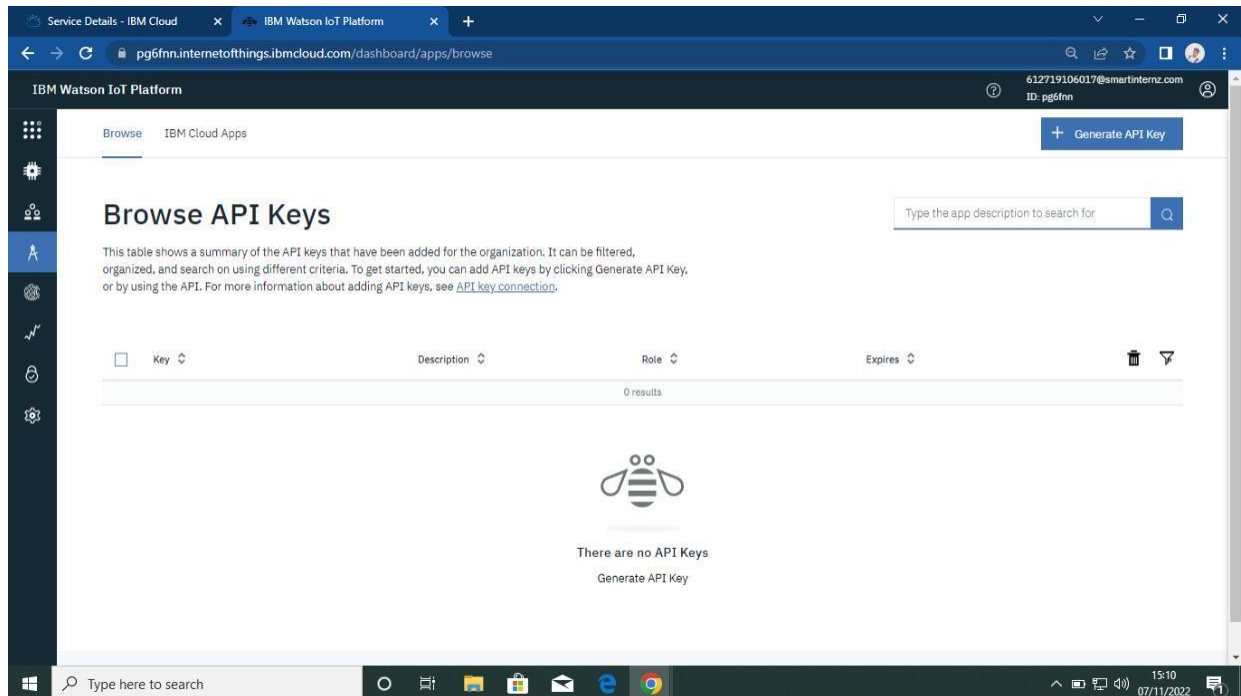 Service Details - IBM Cloud
IBM Watson IoT Platform
pg6fnn.internetofthings.ibmcloud.com/dashboard/apps/browse
IBM Watson IoT Platform
612719106017@smartinternz.com
ID: pg6fnn
Browse
IBM Cloud Apps
+ Generate API Key
Browse API Keys
Type the app description to search for
This table shows a summary of the API keys that have been added for the organization. It can be filtered,
organized, and search on using different criteria. To get started, you can add API keys by clicking Generate API Key,
or by using the API. For more information about adding API keys, see API key connection.
Key
Description
Role
Expires
0 results
There are no API Keys
Generate API Key
Type here to search
15:10
07/11/2022